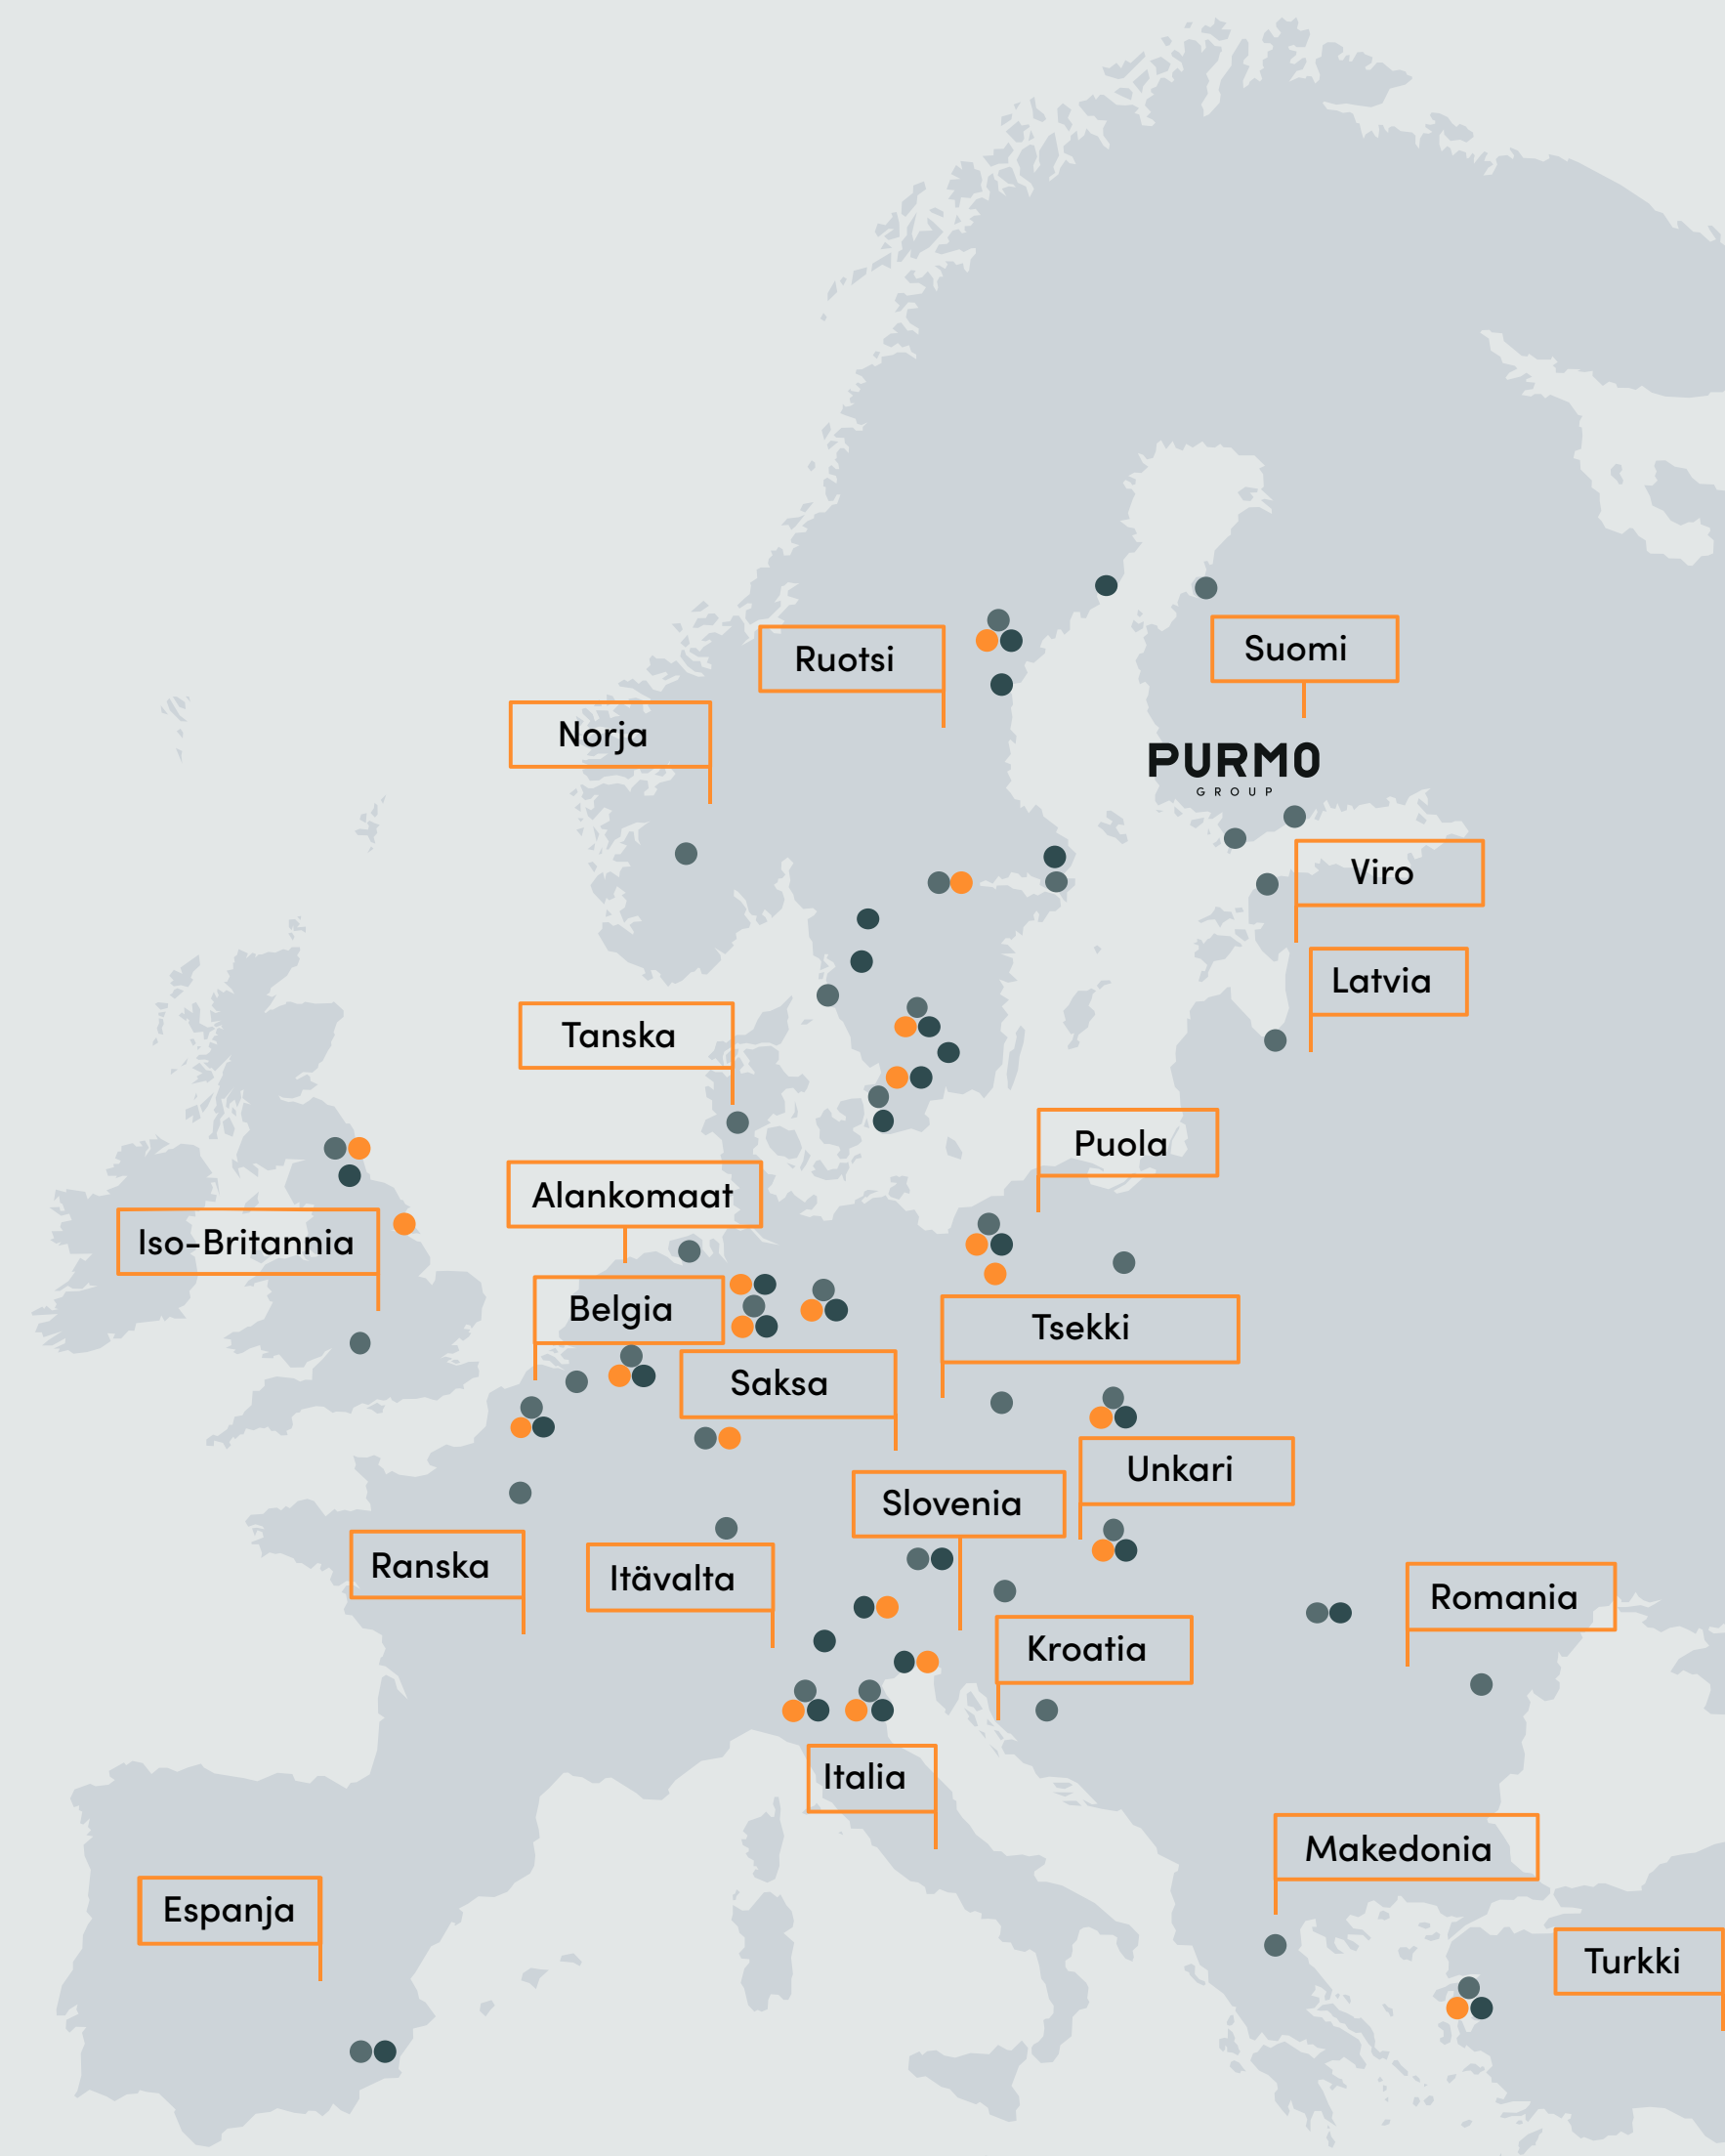 Suomi
Ruotsi
Norja
PURMO
GROUP
Viro
Latvia
Tanska
Puola
Alankomaat
Iso-Britannia
Belgia
Tsekki
Saksa
Unkari
Slovenia
Ranska
Itävalta
Romania
Kroatia
Italia
Makedonia
Espanja
Turkki